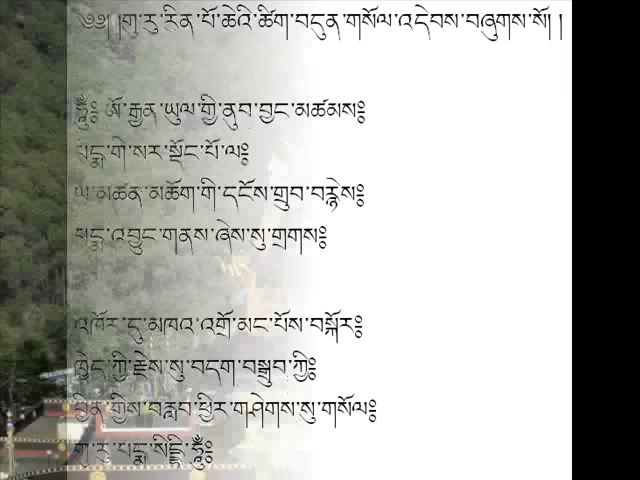 ༄༅། །གུ་རུ་རིན་པོ་ཆེའི་ཚིག་བདུན་གསོལ་འདེབས་བཞུགས་སོ། །
ཧཱུྃ༔ ཨོ་རྒྱན་ཡུལ་གྱི་ནུབ་བྱང་མཚམས༔
པདྨ་གེ་སར་སྡོང་པོ་ལ༔
ཡ་མཚན་མཆོག་གི་དངོས་གྲུབ་བརྙེས༔
པདྨ་འབྱུང་གནས་ཞེས་སུ་གྲགས༔
འཁོར་དུ་མཁའ་འགྲོ་མང་པོས་བསྐོར༔
ཁྱེད་ཀྱི་རྗེས་སུ་བདག་བསྒྲུབ་ཀྱི༔
བྱིན་གྱིས་བརླབ་ཕྱིར་གཤེགས་སུ་གསོལ༔
གུ་རུ་པདྨ་སིདྡྷི་ཧཱུྃ༔